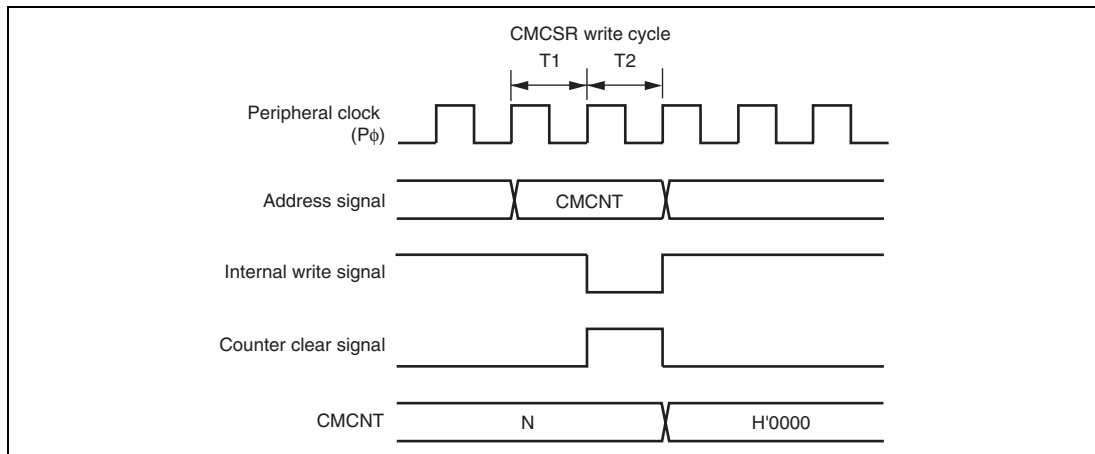 CMCSR write cycle
T1 T2
Peripheral clock
(Pϕ)
Address signal CMCNT
Internal write signal
Counter clear signal
CMCNT N H'0000